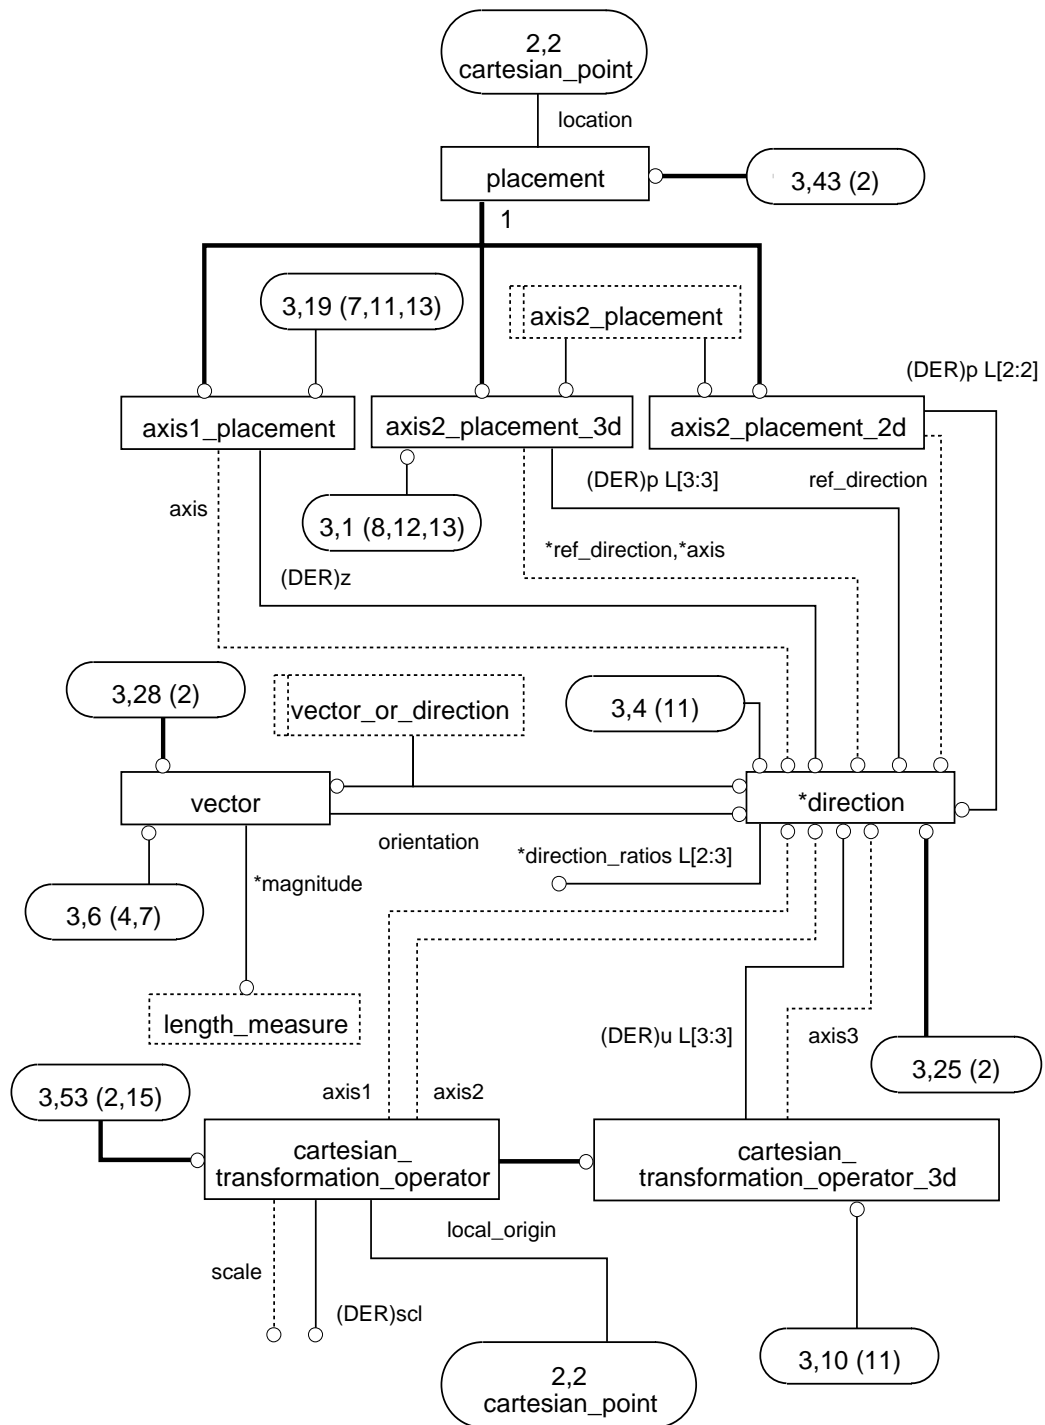 2,2
cartesian_point
location
placement
3,43 (2)
1
3,19 (7,11,13)
axis2_placement
(DER)p L[2:2]
axis1_placement
axis2_placement_3d
axis2_placement_2d
(DER)p L[3:3]
ref_direction
axis
3,1 (8,12,13)
*ref_direction,*axis
(DER)z
3,28 (2)
vector_or_direction
3,4 (11)
vector
*direction
orientation
*direction_ratios L[2:3]
*magnitude
3,6 (4,7)
length_measure
(DER)u L[3:3]
axis3
3,25 (2)
3,53 (2,15)
axis1
axis2
cartesian_
transformation_operator
cartesian_
transformation_operator_3d
local_origin
scale
(DER)scl
3,10 (11)
2,2
cartesian_point